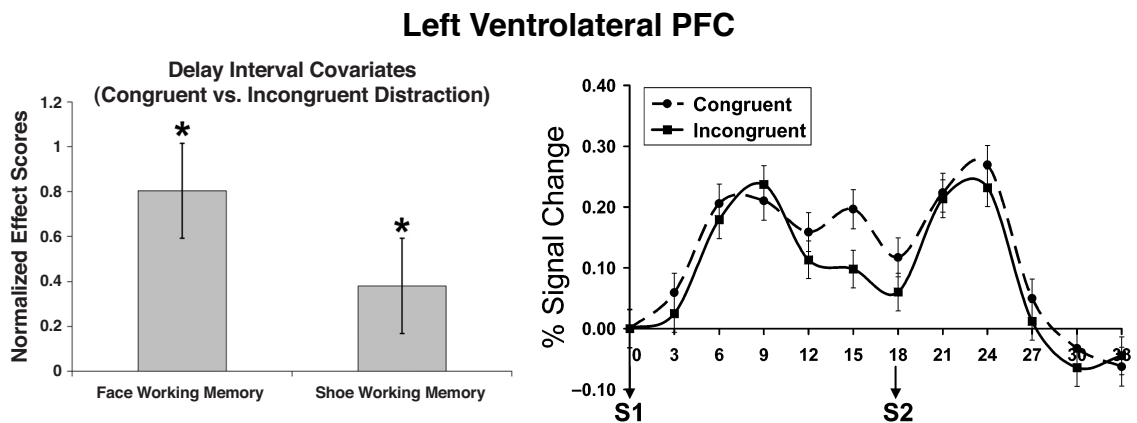 Left Ventrolateral PFC
Delay Interval Covariates
(Congruent vs. Incongruent Distraction)
Normalized Effect Scores
1.2
1
0.8
0.6
0.4
0.2
0
*
*
Face Working Memory
Shoe Working Memory
% Signal Change
0.40
0.30
0.20
0.10
0.00
−0.10
Congruent
Incongruent
0 3 6 9 12 15 18 21 24 27 30 33
S1 S2